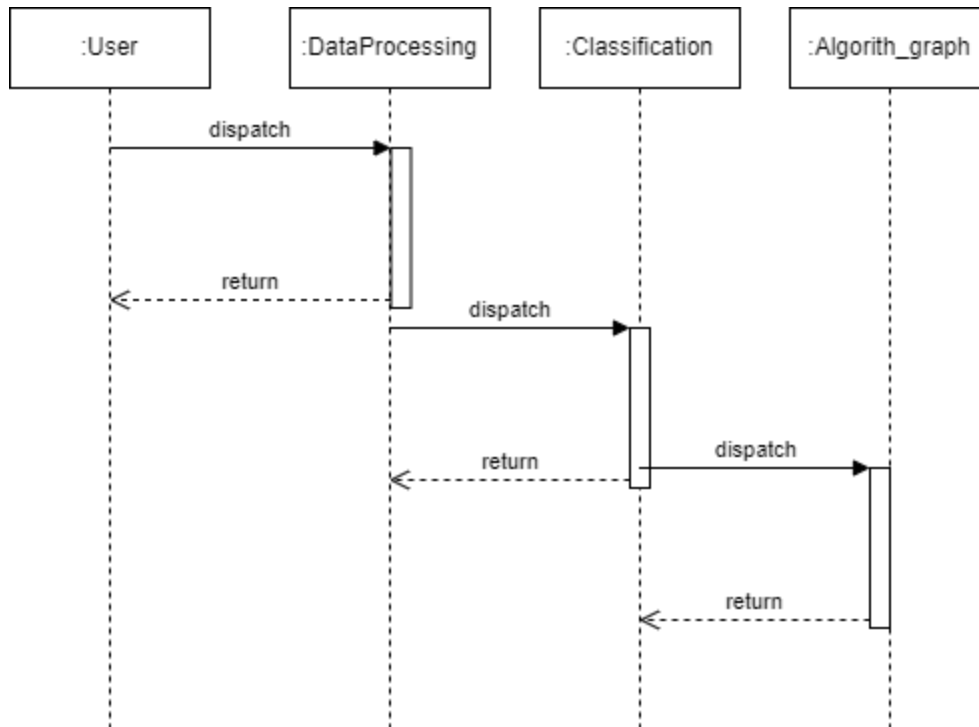 :User
:DataProcessing
:Classification
:Algorith_graph
dispatch
return
dispatch
return
dispatch
return